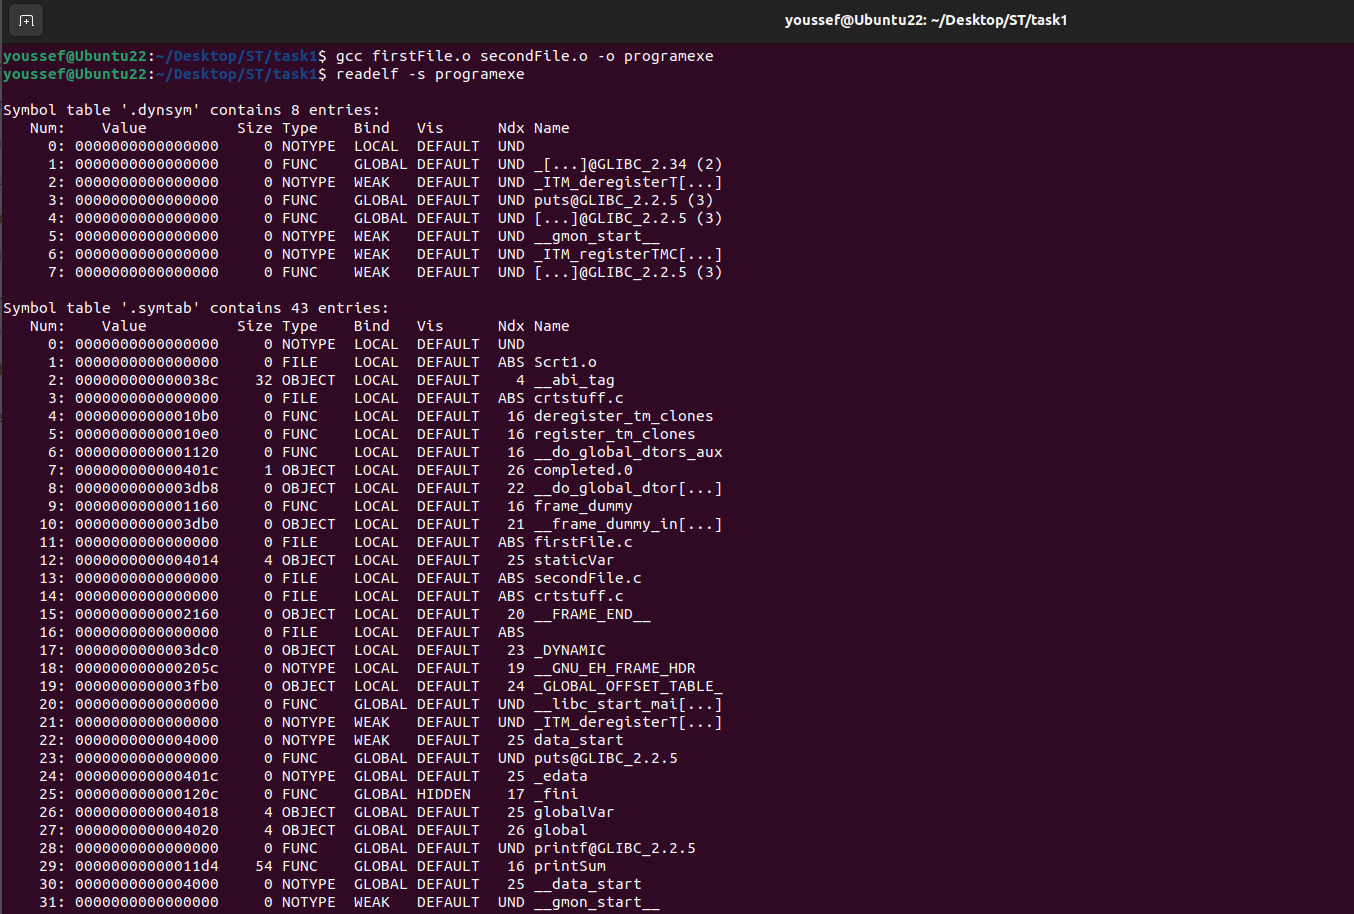 youssef@Ubuntu22: ~/Desktop/ST/task1
youssef@Ubuntu22:~/Desktop/ST/task1$ gcc firstFile.o secondFile.o -o programexe
youssef@Ubuntu22:~/Desktop/ST/task1$ readelf -s programexe
Symbol table '.dynsym' contains 8 entries:
   Num:    Value          Size Type    Bind   Vis      Ndx Name
     0: 0000000000000000     0 NOTYPE  LOCAL  DEFAULT  UND
     1: 0000000000000000     0 FUNC    GLOBAL DEFAULT  UND _[...]@GLIBC_2.34 (2)
     2: 0000000000000000     0 NOTYPE  WEAK   DEFAULT  UND _ITM_deregisterT[...]
     3: 0000000000000000     0 FUNC    GLOBAL DEFAULT  UND puts@GLIBC_2.2.5 (3)
     4: 0000000000000000     0 FUNC    GLOBAL DEFAULT  UND [...]@GLIBC_2.2.5 (3)
     5: 0000000000000000     0 NOTYPE  WEAK   DEFAULT  UND __gmon_start__
     6: 0000000000000000     0 NOTYPE  WEAK   DEFAULT  UND _ITM_registerTMC[...]
     7: 0000000000000000     0 FUNC    WEAK   DEFAULT  UND [...]@GLIBC_2.2.5 (3)
Symbol table '.symtab' contains 43 entries:
   Num:    Value          Size Type    Bind   Vis      Ndx Name
     0: 0000000000000000     0 NOTYPE  LOCAL  DEFAULT  UND
     1: 0000000000000000     0 FILE    LOCAL  DEFAULT  ABS Scrt1.o
     2: 000000000000038c    32 OBJECT  LOCAL  DEFAULT    4 __abi_tag
     3: 0000000000000000     0 FILE    LOCAL  DEFAULT  ABS crtstuff.c
     4: 00000000000010b0     0 FUNC    LOCAL  DEFAULT   16 deregister_tm_clones
     5: 00000000000010e0     0 FUNC    LOCAL  DEFAULT   16 register_tm_clones
     6: 0000000000001120     0 FUNC    LOCAL  DEFAULT   16 __do_global_dtors_aux
     7: 000000000000401c     1 OBJECT  LOCAL  DEFAULT   26 completed.0
     8: 0000000000003db8     0 OBJECT  LOCAL  DEFAULT   22 __do_global_dtor[...]
     9: 0000000000001160     0 FUNC    LOCAL  DEFAULT   16 frame_dummy
    10: 0000000000003db0     0 OBJECT  LOCAL  DEFAULT   21 __frame_dummy_in[...]
    11: 0000000000000000     0 FILE    LOCAL  DEFAULT  ABS firstFile.c
    12: 0000000000004014     4 OBJECT  LOCAL  DEFAULT   25 staticVar
    13: 0000000000000000     0 FILE    LOCAL  DEFAULT  ABS secondFile.c
    14: 0000000000000000     0 FILE    LOCAL  DEFAULT  ABS crtstuff.c
    15: 0000000000002160     0 OBJECT  LOCAL  DEFAULT   20 __FRAME_END__
    16: 0000000000000000     0 FILE    LOCAL  DEFAULT  ABS
    17: 0000000000003dc0     0 OBJECT  LOCAL  DEFAULT   23 _DYNAMIC
    18: 000000000000205c     0 NOTYPE  LOCAL  DEFAULT   19 __GNU_EH_FRAME_HDR
    19: 0000000000003fb0     0 OBJECT  LOCAL  DEFAULT   24 _GLOBAL_OFFSET_TABLE_
    20: 0000000000000000     0 FUNC    GLOBAL DEFAULT  UND __libc_start_mai[...]
    21: 0000000000000000     0 NOTYPE  WEAK   DEFAULT  UND _ITM_deregisterT[...]
    22: 0000000000004000     0 NOTYPE  WEAK   DEFAULT   25 data_start
    23: 0000000000000000     0 FUNC    GLOBAL DEFAULT  UND puts@GLIBC_2.2.5
    24: 000000000000401c     0 NOTYPE  GLOBAL DEFAULT   25 _edata
    25: 000000000000120c     0 FUNC    GLOBAL HIDDEN    17 _fini
    26: 0000000000004018     4 OBJECT  GLOBAL DEFAULT   25 globalVar
    27: 0000000000004020     4 OBJECT  GLOBAL DEFAULT   26 global
    28: 0000000000000000     0 FUNC    GLOBAL DEFAULT  UND printf@GLIBC_2.2.5
    29: 00000000000011d4    54 FUNC    GLOBAL DEFAULT   16 printSum
    30: 0000000000004000     0 NOTYPE  GLOBAL DEFAULT   25 __data_start
    31: 0000000000000000     0 NOTYPE  WEAK   DEFAULT  UND __gmon_start__